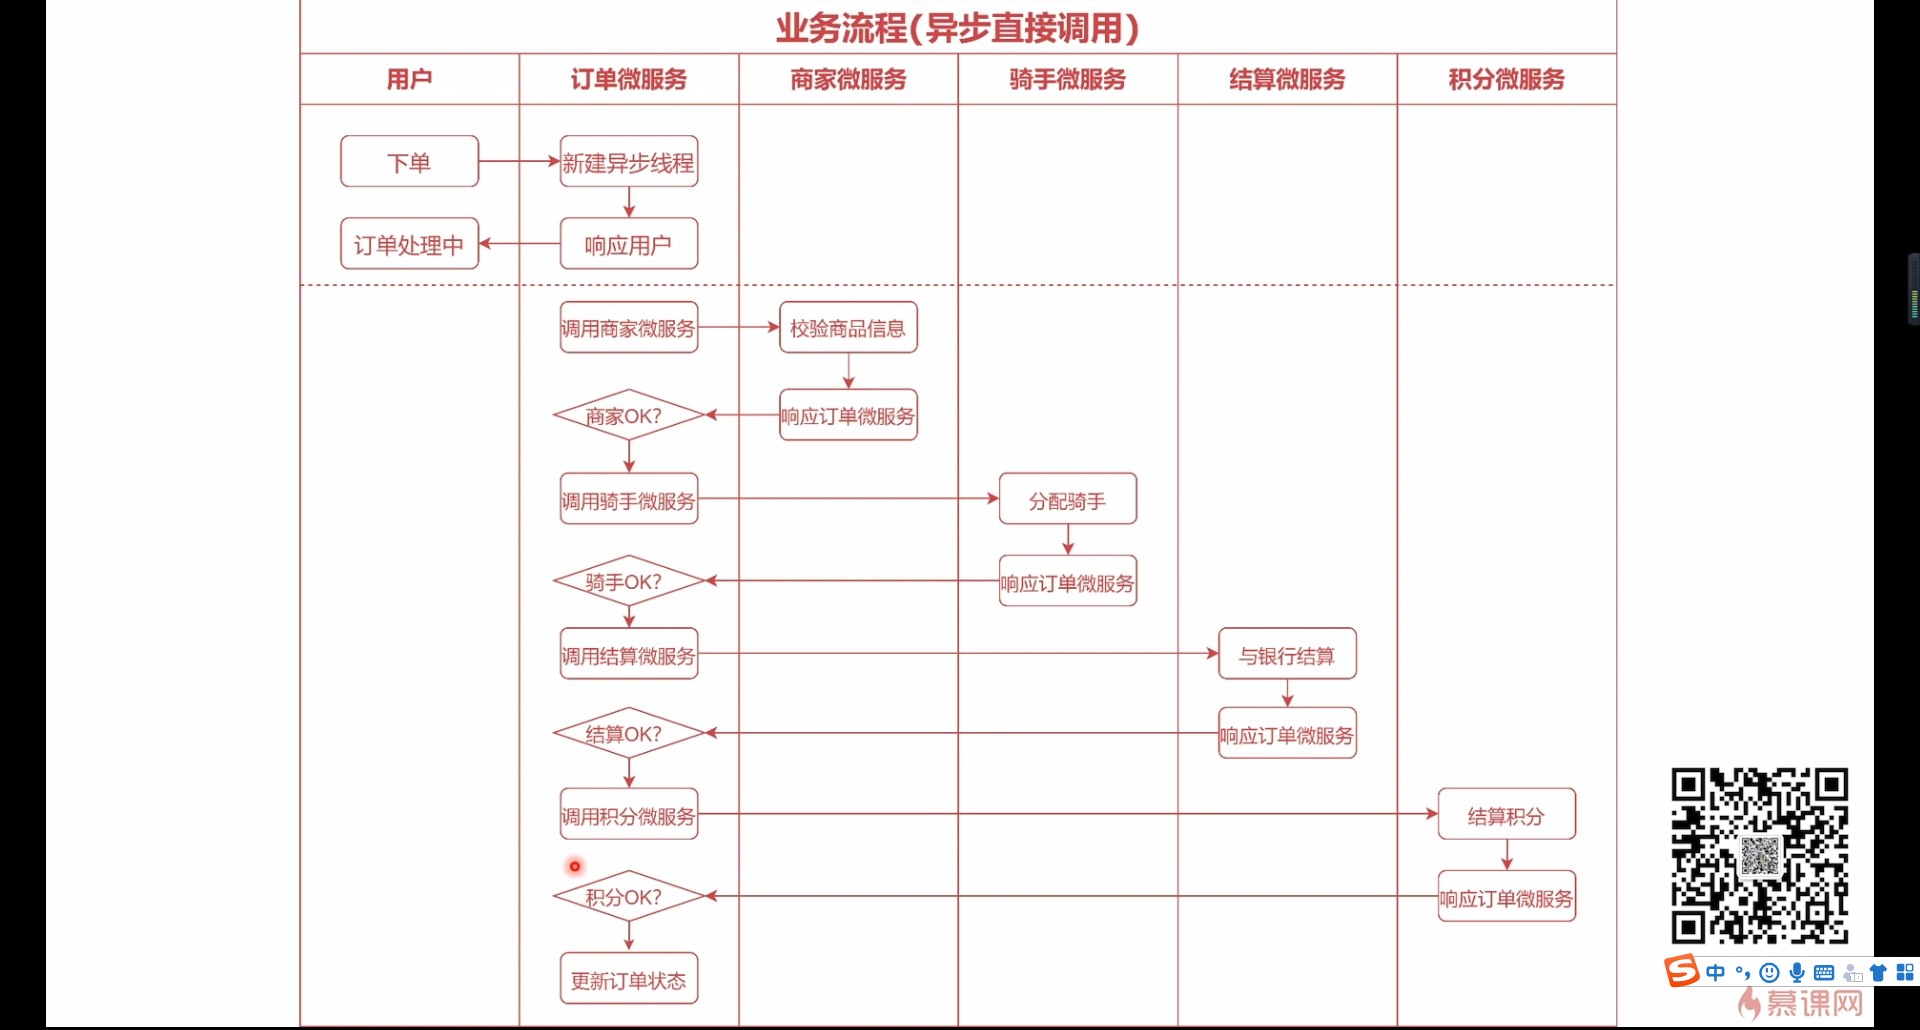 业务流程(异步直接调用)
用户 订单微服务 商家微服务 骑手微服务 结算微服务 积分微服务
下单 新建异步线程
订单处理中 响应用户
调用商家微服务 校验商品信息
商家OK? 响应订单微服务
调用骑手微服务 分配骑手
骑手OK? 响应订单微服务
调用结算微服务 与银行结算
结算OK? 响应订单微服务
调用积分微服务 结算积分
积分OK? 响应订单微服务
更新订单状态
S 中
慕课网